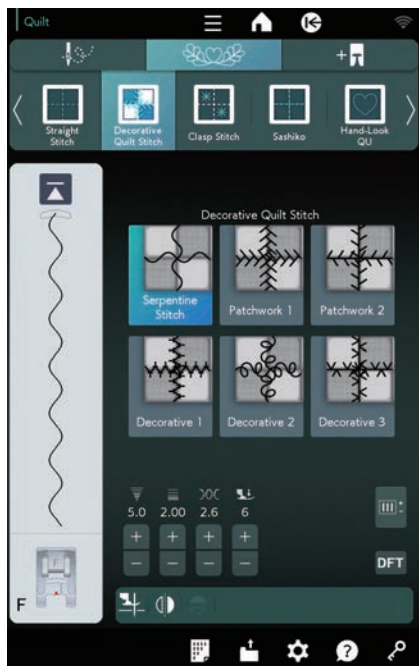 Quilt
Straight
Stitch
Decorative
Quilt Stitch
Clasp Stitch
Sashiko
Hand-Look
QU
Decorative Quilt Stitch
Serpentine
Stitch
Patchwork 1
Patchwork 2
Decorative 1
Decorative 2
Decorative 3
5.0 2.00 2.6 6
+ + + +
− − − −
DFT
F